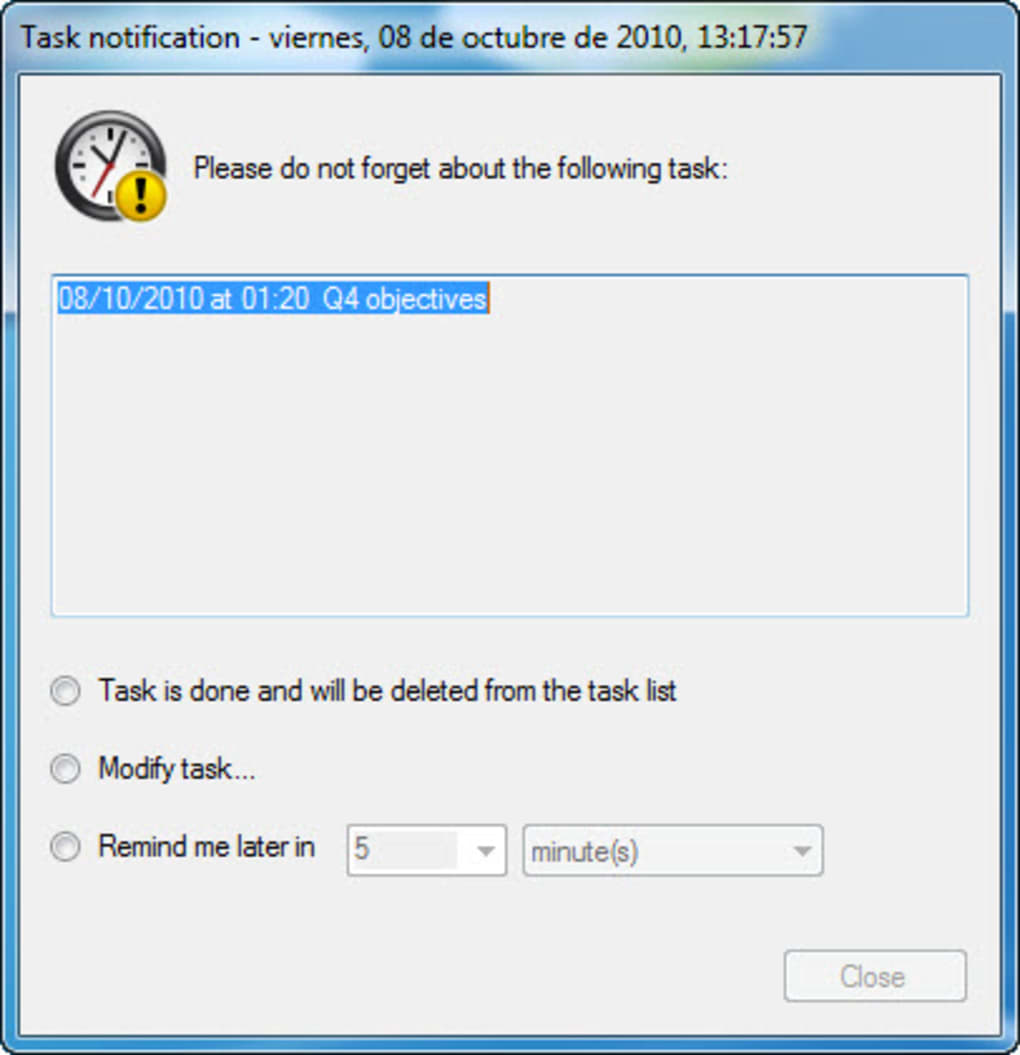 Task notification - viernes, 08 de octubre de 2010, 13:17:57
Please do not forget about the following task:
08/10/2010 at 01:20  Q4 objectives
Task is done and will be deleted from the task list
Modify task...
Remind me later in 5 minute(s)
Close